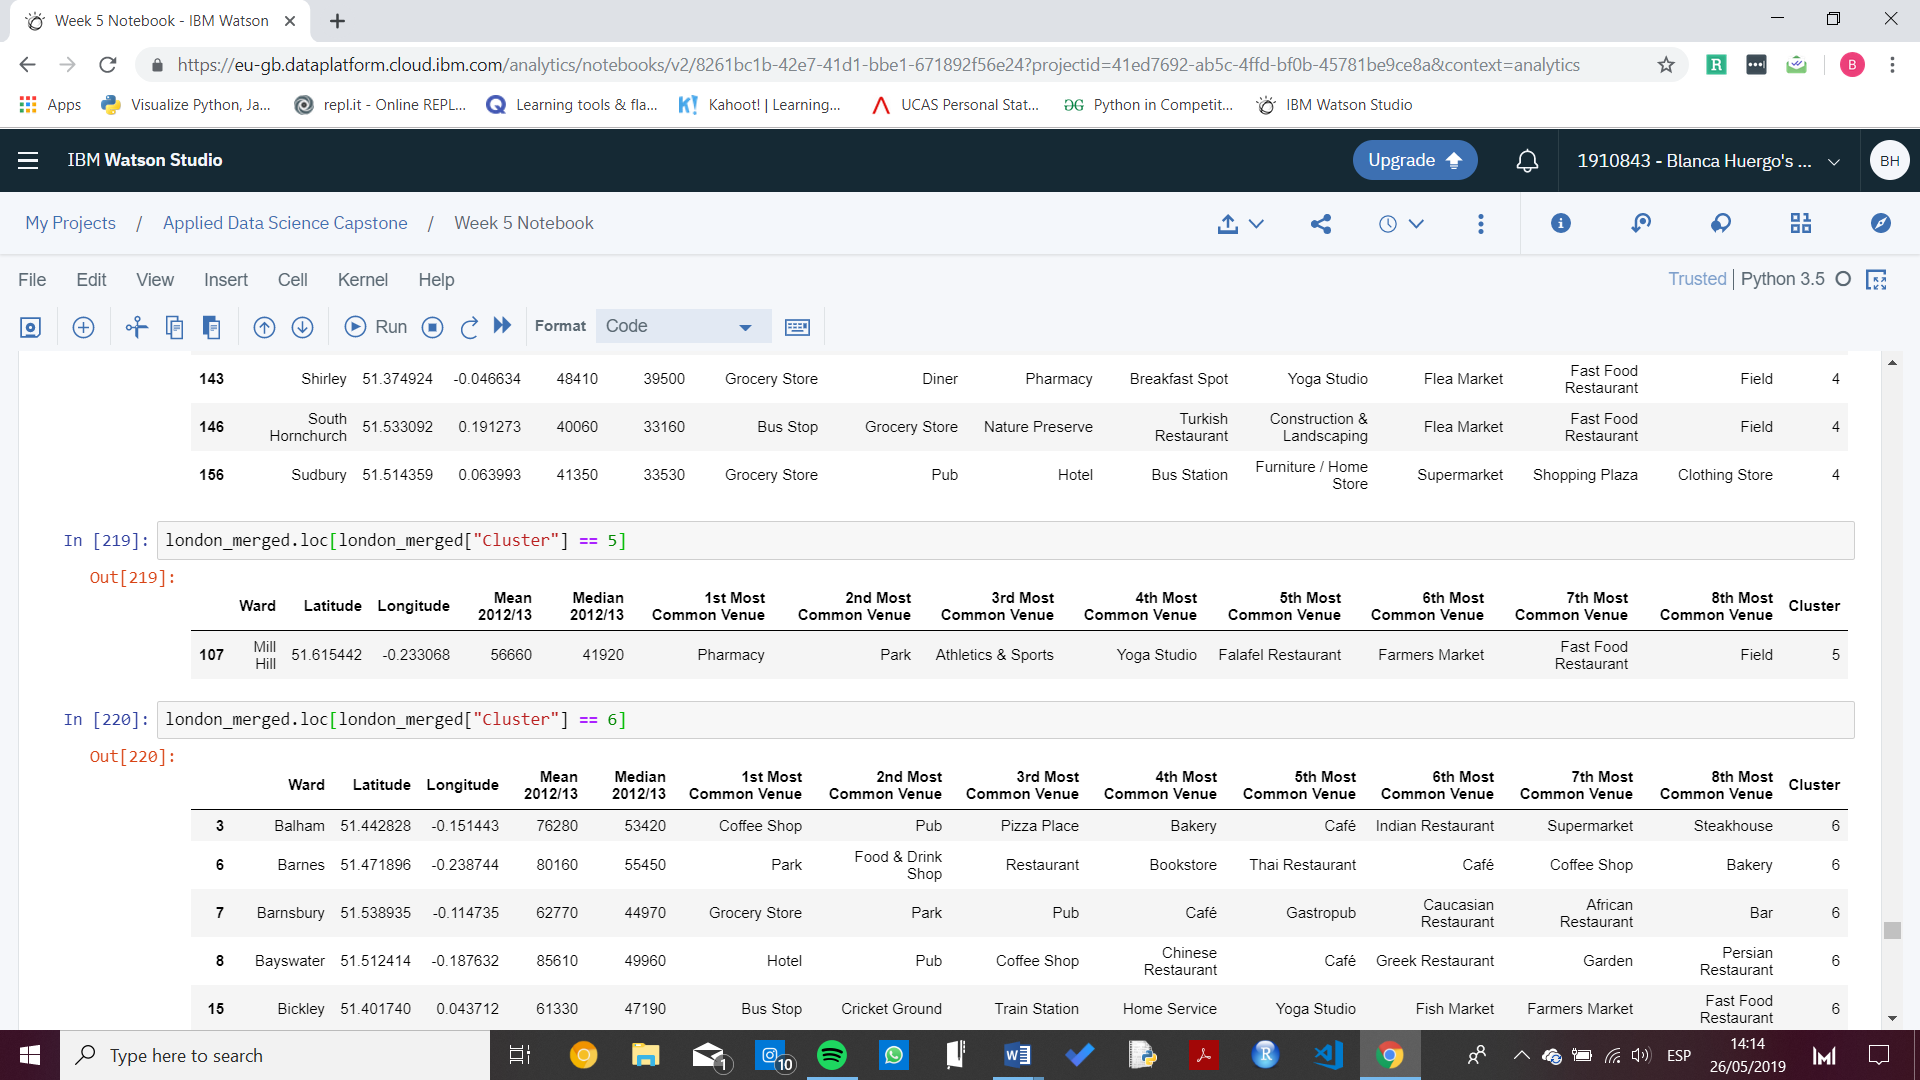 Week 5 Notebook - IBM Watson
https://eu-gb.dataplatform.cloud.ibm.com/analytics/notebooks/v2/8261bc1b-42e7-41d1-bbe1-671892f56e24?projectid=41ed7692-ab5c-4ffd-bf0b-45781be9ce8a&context=analytics
R B
Apps Visualize Python, Ja... repl.it - Online REPL... Learning tools & fla... K! Kahoot! | Learning... UCAS Personal Stat... Python in Competit... IBM Watson Studio
IBM Watson Studio Upgrade 1910843 - Blanca Huergo's ... BH
My Projects / Applied Data Science Capstone / Week 5 Notebook
File Edit View Insert Cell Kernel Help Trusted | Python 3.5
Run Format Code
143 Shirley 51.374924 -0.046634 48410 39500 Grocery Store Diner Pharmacy Breakfast Spot Yoga Studio Flea Market Fast Food Restaurant Field 4
146 South Hornchurch 51.533092 0.191273 40060 33160 Bus Stop Grocery Store Nature Preserve Turkish Restaurant Construction & Landscaping Flea Market Fast Food Restaurant Field 4
156 Sudbury 51.514359 0.063993 41350 33530 Grocery Store Pub Hotel Bus Station Furniture / Home Store Supermarket Shopping Plaza Clothing Store 4
In [219]: london_merged.loc[london_merged["Cluster"] == 5]
Out[219]:
Ward Latitude Longitude Mean 2012/13 Median 2012/13 1st Most Common Venue 2nd Most Common Venue 3rd Most Common Venue 4th Most Common Venue 5th Most Common Venue 6th Most Common Venue 7th Most Common Venue 8th Most Common Venue Cluster
107 Mill Hill 51.615442 -0.233068 56660 41920 Pharmacy Park Athletics & Sports Yoga Studio Falafel Restaurant Farmers Market Fast Food Restaurant Field 5
In [220]: london_merged.loc[london_merged["Cluster"] == 6]
Out[220]:
Ward Latitude Longitude Mean 2012/13 Median 2012/13 1st Most Common Venue 2nd Most Common Venue 3rd Most Common Venue 4th Most Common Venue 5th Most Common Venue 6th Most Common Venue 7th Most Common Venue 8th Most Common Venue Cluster
3 Balham 51.442828 -0.151443 76280 53420 Coffee Shop Pub Pizza Place Bakery Café Indian Restaurant Supermarket Steakhouse 6
6 Barnes 51.471896 -0.238744 80160 55450 Park Food & Drink Shop Restaurant Bookstore Thai Restaurant Café Coffee Shop Bakery 6
7 Barnsbury 51.538935 -0.114735 62770 44970 Grocery Store Park Pub Café Gastropub Caucasian Restaurant African Restaurant Bar 6
8 Bayswater 51.512414 -0.187632 85610 49960 Hotel Pub Coffee Shop Chinese Restaurant Café Greek Restaurant Garden Persian Restaurant 6
15 Bickley 51.401740 0.043712 61330 47190 Bus Stop Cricket Ground Train Station Home Service Yoga Studio Fish Market Farmers Market Fast Food Restaurant 6
Type here to search 1 10 ESP 14:14
26/05/2019